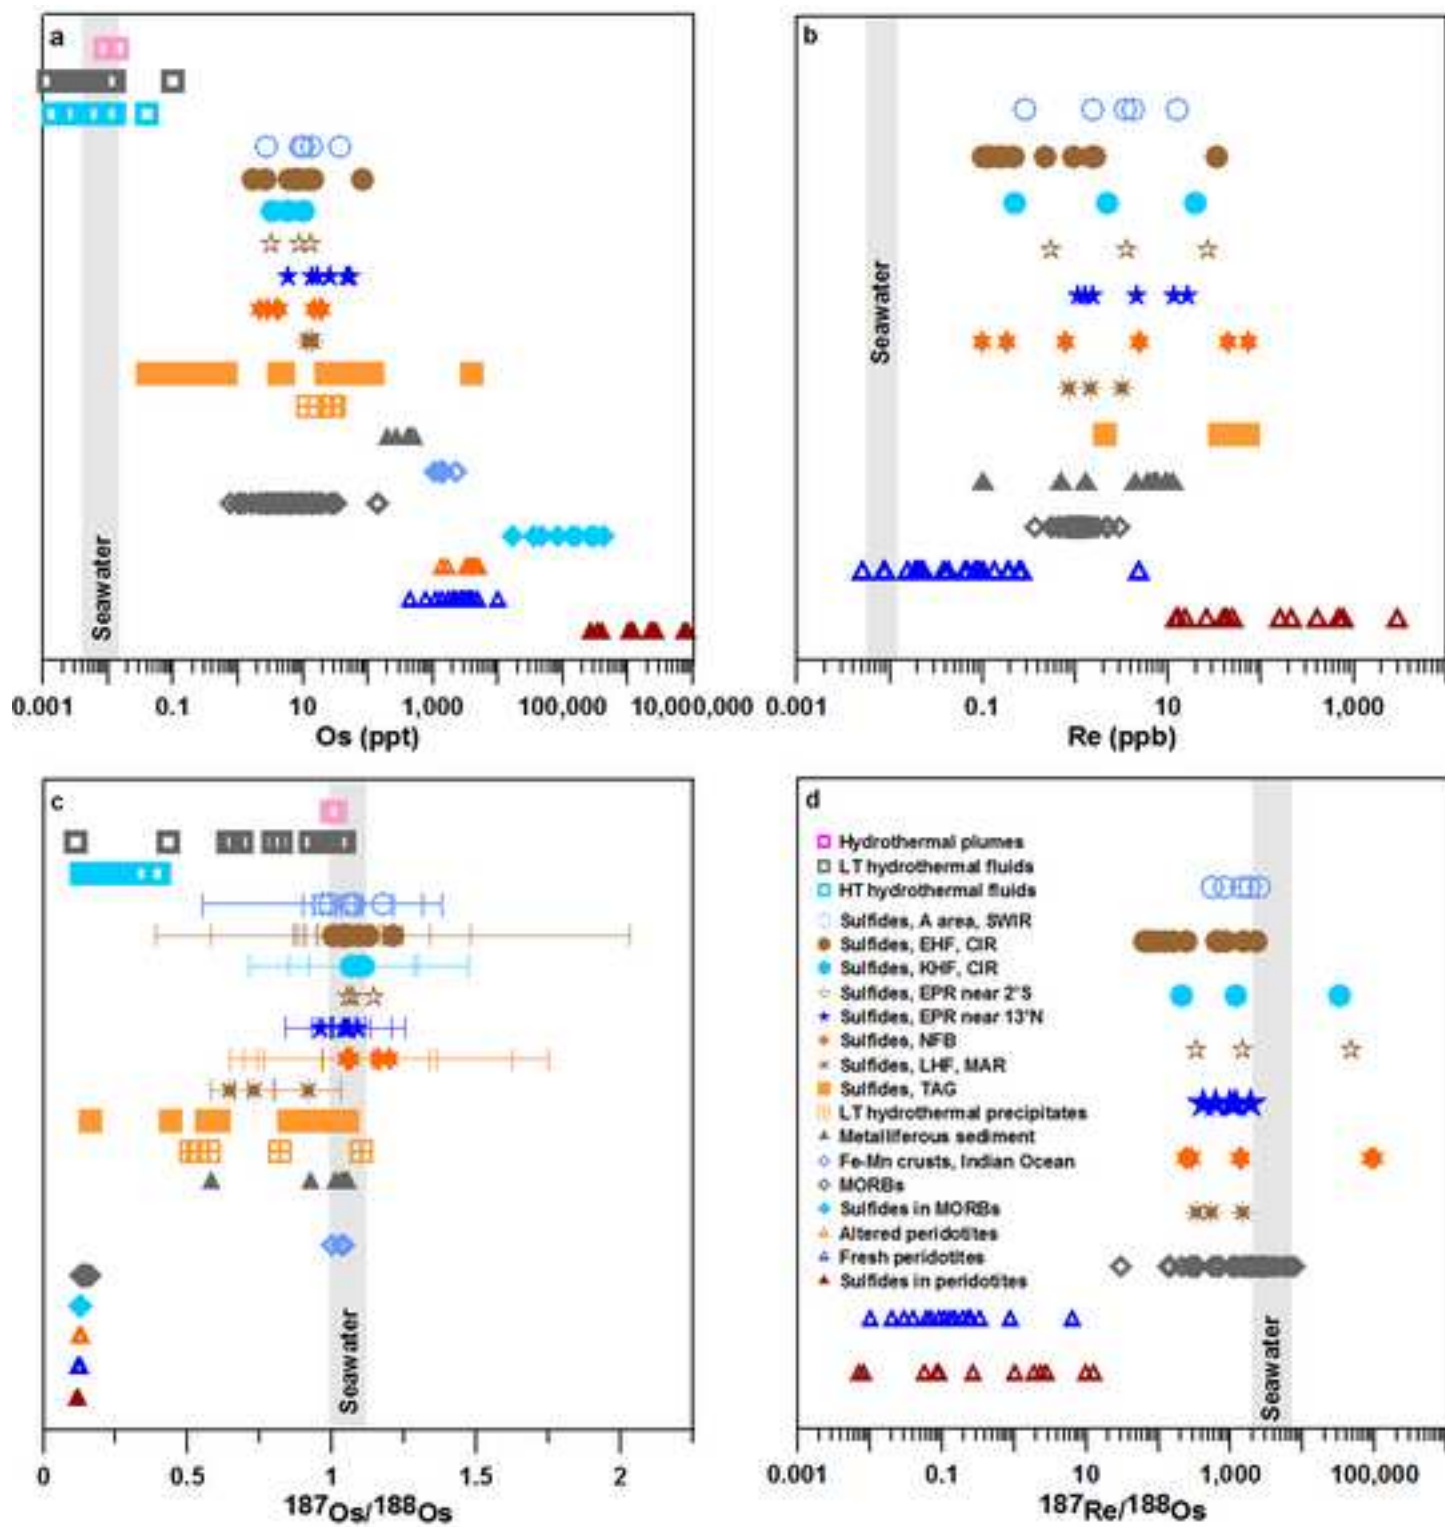 a
Seawater
0.001 0.1 10 1,000 100,000 10,000,000
Os (ppt)
b
Seawater
0.001 0.1 10 1,000
Re (ppb)
c
Seawater
0 0.5 1 1.5 2
187Os/188Os
d
Hydrothermal plumes
LT hydrothermal fluids
HT hydrothermal fluids
Sulfides, A area, SWIR
Sulfides, EHF, CIR
Sulfides, KHF, CIR
Sulfides, EPR near 2°S
Sulfides, EPR near 13°N
Sulfides, NFB
Sulfides, LHF, MAR
Sulfides, TAG
LT hydrothermal precipitates
Metalliferous sediment
Fe-Mn crusts, Indian Ocean
MORBs
Sulfides in MORBs
Altered peridotites
Fresh peridotites
Sulfides in peridotites
Seawater
0.001 0.1 10 1,000 100,000
187Re/188Os